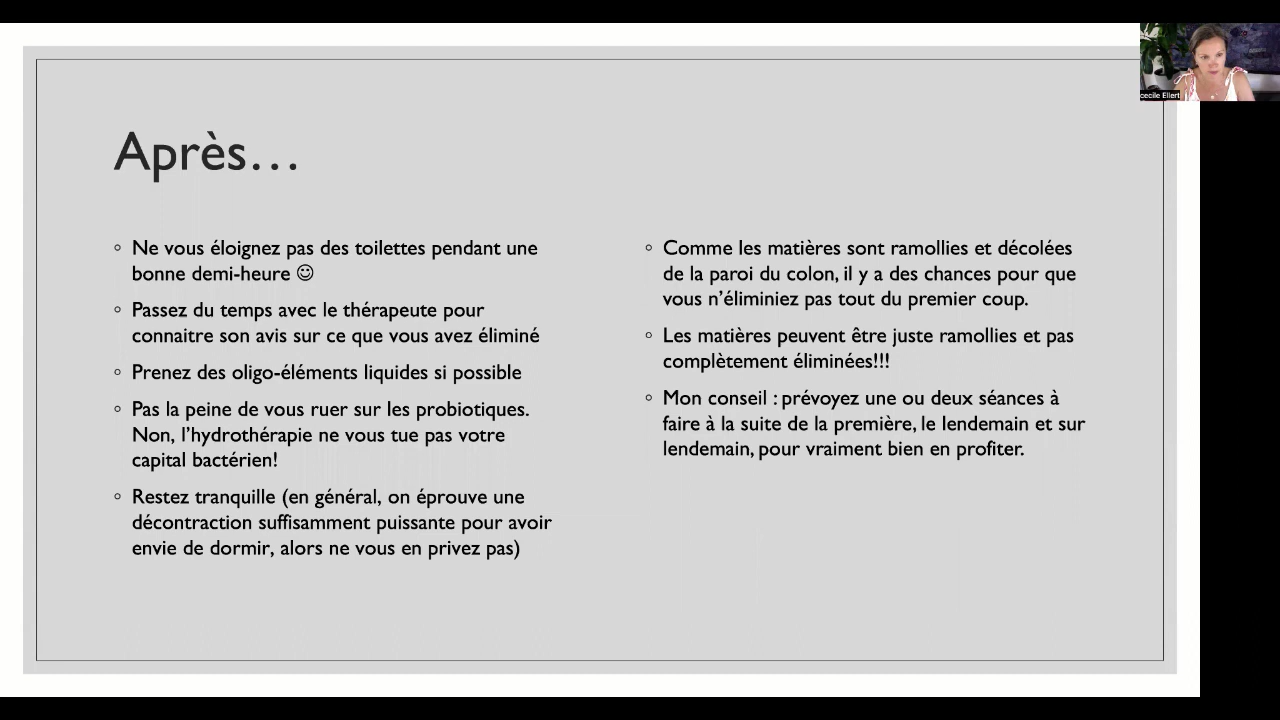 Après...
◦ Ne vous éloignez pas des toilettes pendant une
bonne demi-heure ☺
◦ Passez du temps avec le thérapeute pour
connaitre son avis sur ce que vous avez éliminé
◦ Prenez des oligo-éléments liquides si possible
◦ Pas la peine de vous ruer sur les probiotiques.
Non, l’hydrothérapie ne vous tue pas votre
capital bactérien!
◦ Restez tranquille (en général, on éprouve une
décontraction suffisamment puissante pour avoir
envie de dormir, alors ne vous en privez pas)
◦ Comme les matières sont ramollies et décolées
de la paroi du colon, il y a des chances pour que
vous n’éliminiez pas tout du premier coup.
◦ Les matières peuvent être juste ramollies et pas
complètement éliminées!!!
◦ Mon conseil : prévoyez une ou deux séances à
faire à la suite de la première, le lendemain et sur
lendemain, pour vraiment bien en profiter.
cecile Ellert